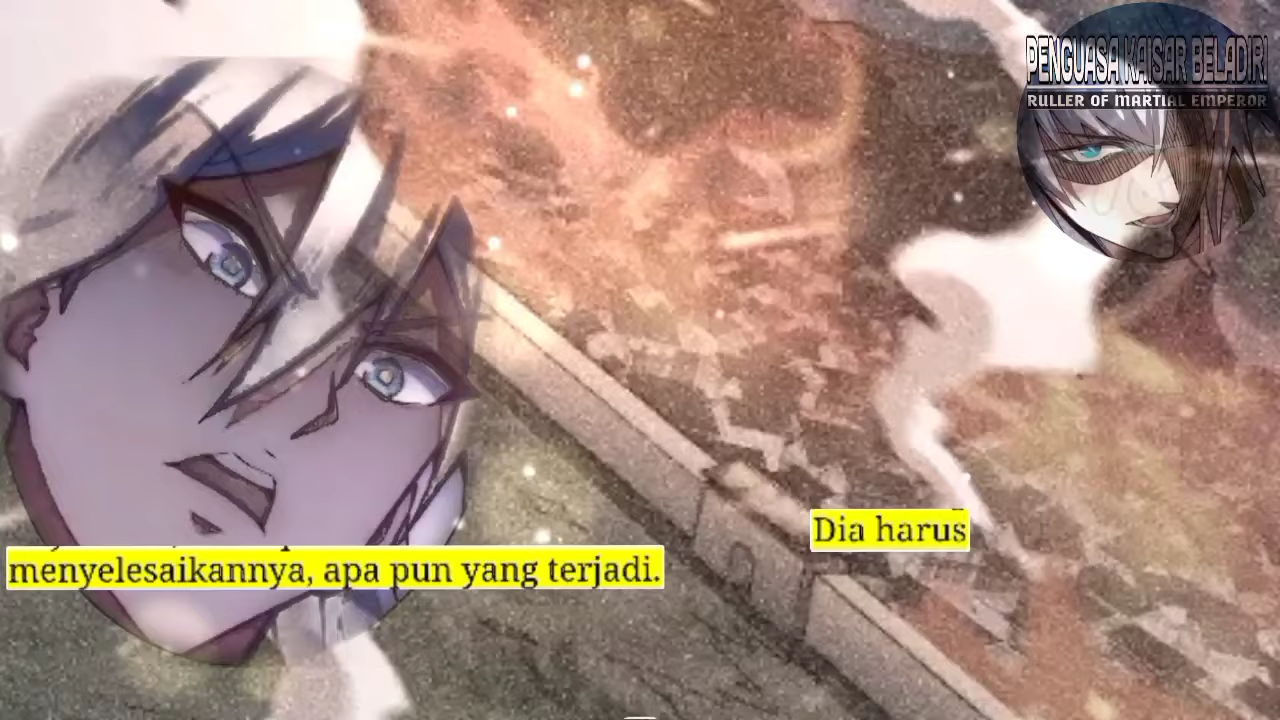 PENGUASA KAISAR BELADIRI
RULLER OF MARTIAL EMPEROR
Dia harus
menyelesaikannya, apa pun yang terjadi.